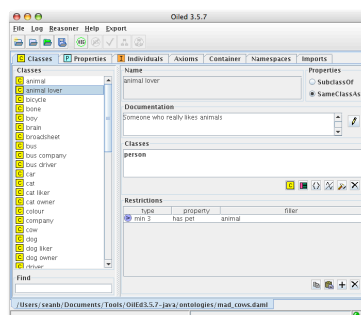 Oiled 3.5.7
File Log Reasoner Help Export
Classes Properties Individuals Axioms Container Namespaces Imports
Classes
animal
animal lover
bicycle
bone
boy
brain
broadsheet
bus
bus company
bus driver
car
cat
cat liker
cat owner
colour
company
cow
dog
dog liker
dog owner
driver
Find
Name
animal lover
Properties
SubclassOf
SameClassAs
Documentation
Someone who really likes animals
Classes
person
Restrictions
type property filler
min 3 has pet animal
/Users/seanb/Documents/Tools/OilEd3.5.7-java/ontologies/mad_cows.daml